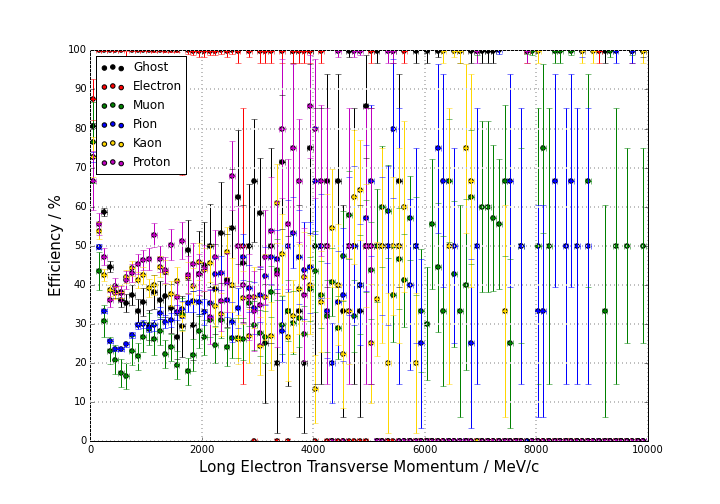 100
90
80
70
60
50
40
30
20
10
0
Efficiency / %
Ghost
Electron
Muon
Pion
Kaon
Proton
0 2000 4000 6000 8000 10000
Long Electron Transverse Momentum / MeV/c